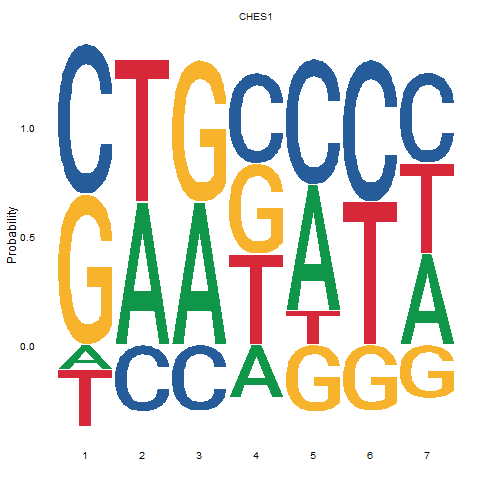 CHES1
Probability
1.0
0.5
0.0
C T G C C C C
G A A G A T T
A C C T T G A
T A G G
1 2 3 4 5 6 7